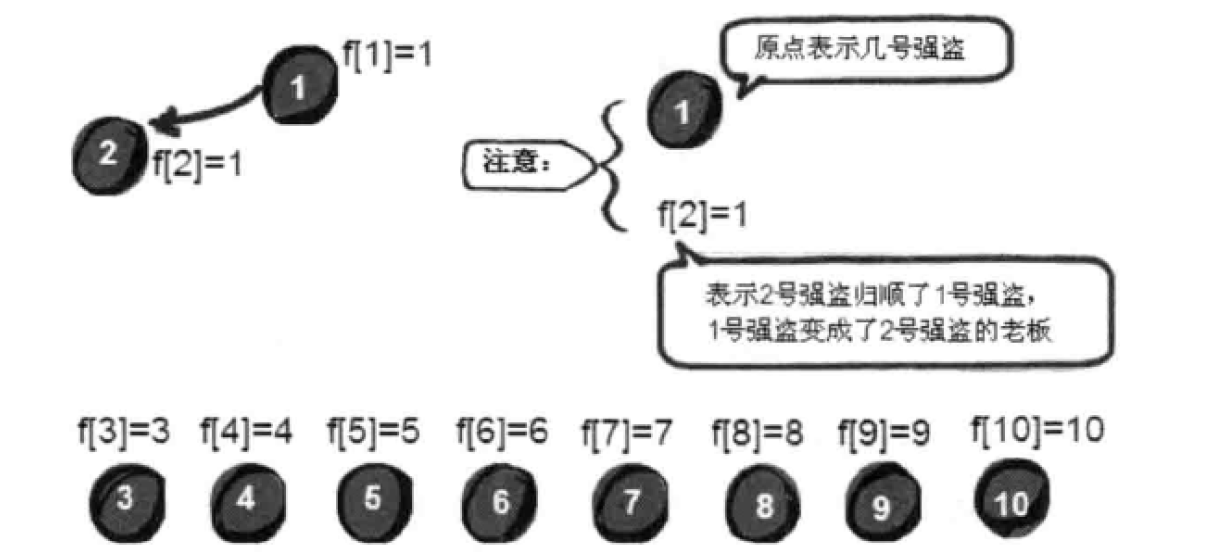 f[1]=1
1
2
f[2]=1
原点表示几号强盗
1
注意：
f[2]=1
表示2号强盗归顺了1号强盗，
1号强盗变成了2号强盗的老板
f[3]=3 f[4]=4 f[5]=5 f[6]=6 f[7]=7 f[8]=8 f[9]=9 f[10]=10
3 4 5 6 7 8 9 10